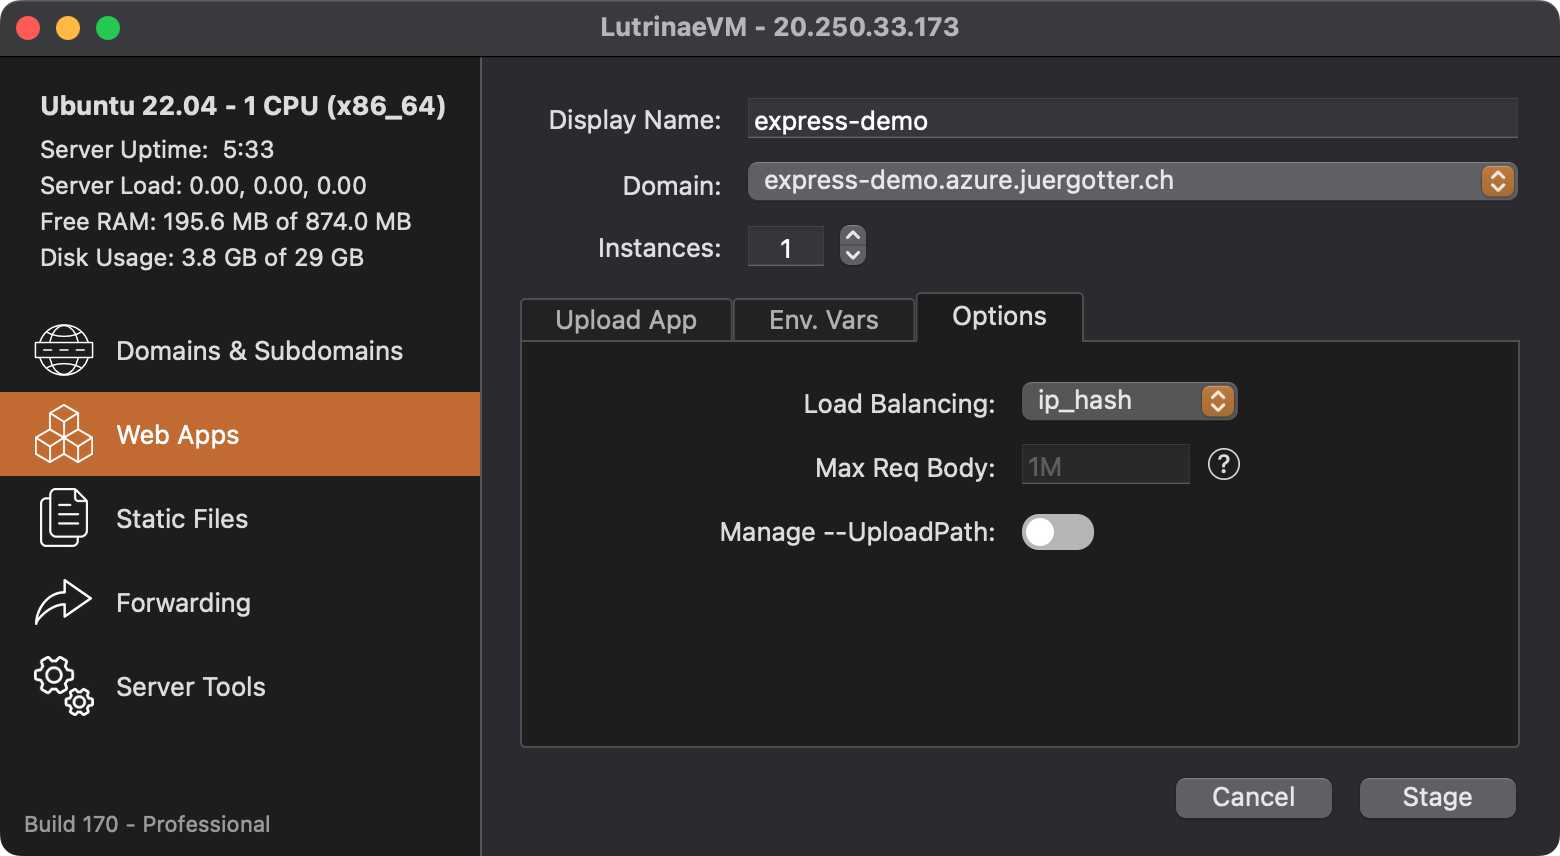 LutrinaeVM - 20.250.33.173
Ubuntu 22.04 - 1 CPU (x86_64)
Server Uptime:  5:33
Server Load: 0.00, 0.00, 0.00
Free RAM: 195.6 MB of 874.0 MB
Disk Usage: 3.8 GB of 29 GB
Domains & Subdomains
Web Apps
Static Files
Forwarding
Server Tools
Build 170 - Professional
Display Name: express-demo
Domain: express-demo.azure.juergotter.ch
Instances: 1
Upload App Env. Vars Options
Load Balancing: ip_hash
Max Req Body: 1M ?
Manage --UploadPath:
Cancel Stage